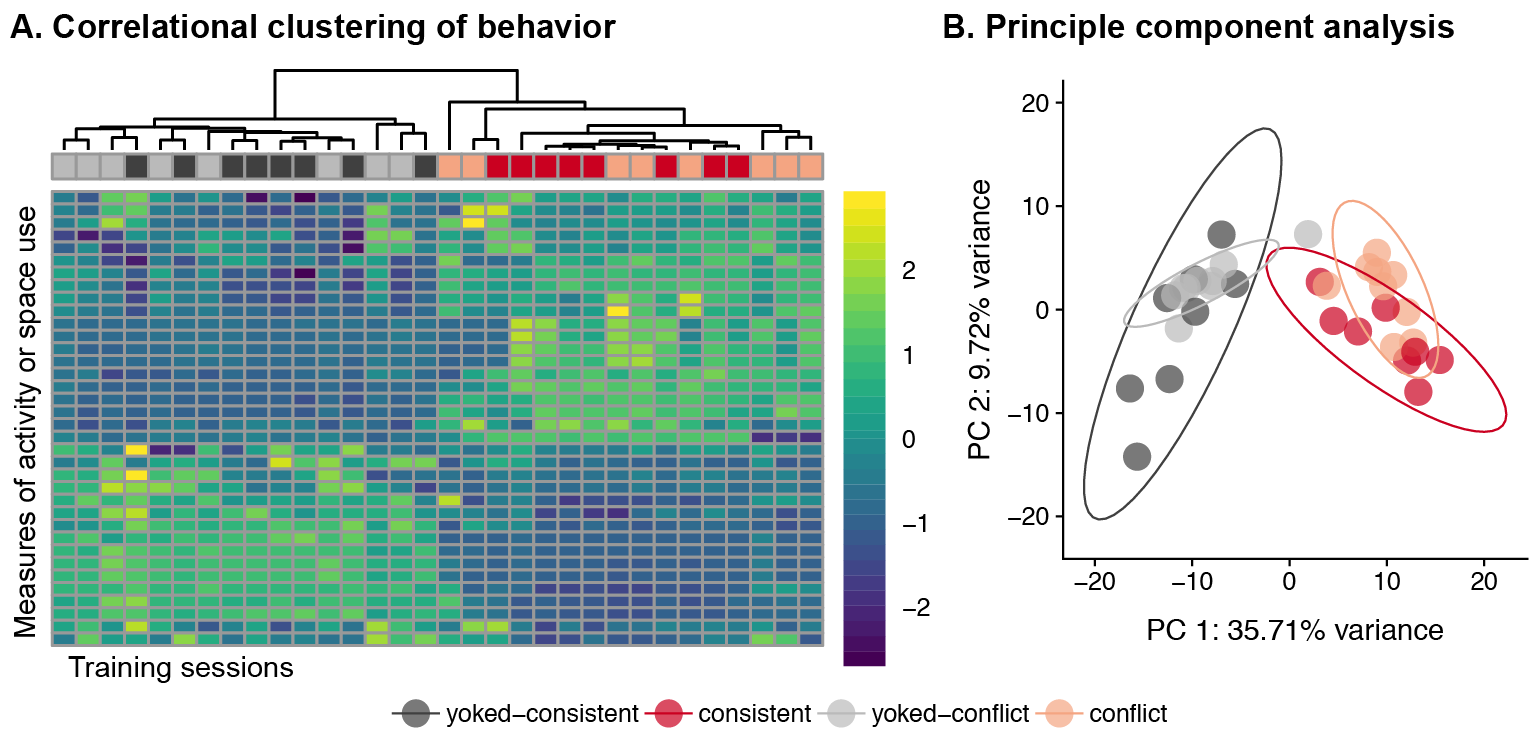 A. Correlational clustering of behavior
B. Principle component analysis
Measures of activity or space use
Training sessions
2
1
0
−1
−2
PC 2: 9.72% variance
20
10
0
−10
−20
−20 −10 0 10 20
PC 1: 35.71% variance
yoked−consistent consistent yoked−conflict conflict